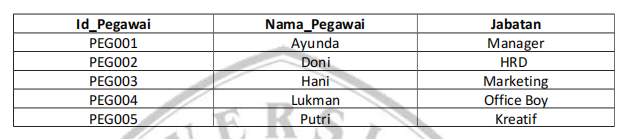 Id_Pegawai Nama_Pegawai Jabatan
PEG001 Ayunda Manager
PEG002 Doni HRD
PEG003 Hani Marketing
PEG004 Lukman Office Boy
PEG005 Putri Kreatif
VERSI